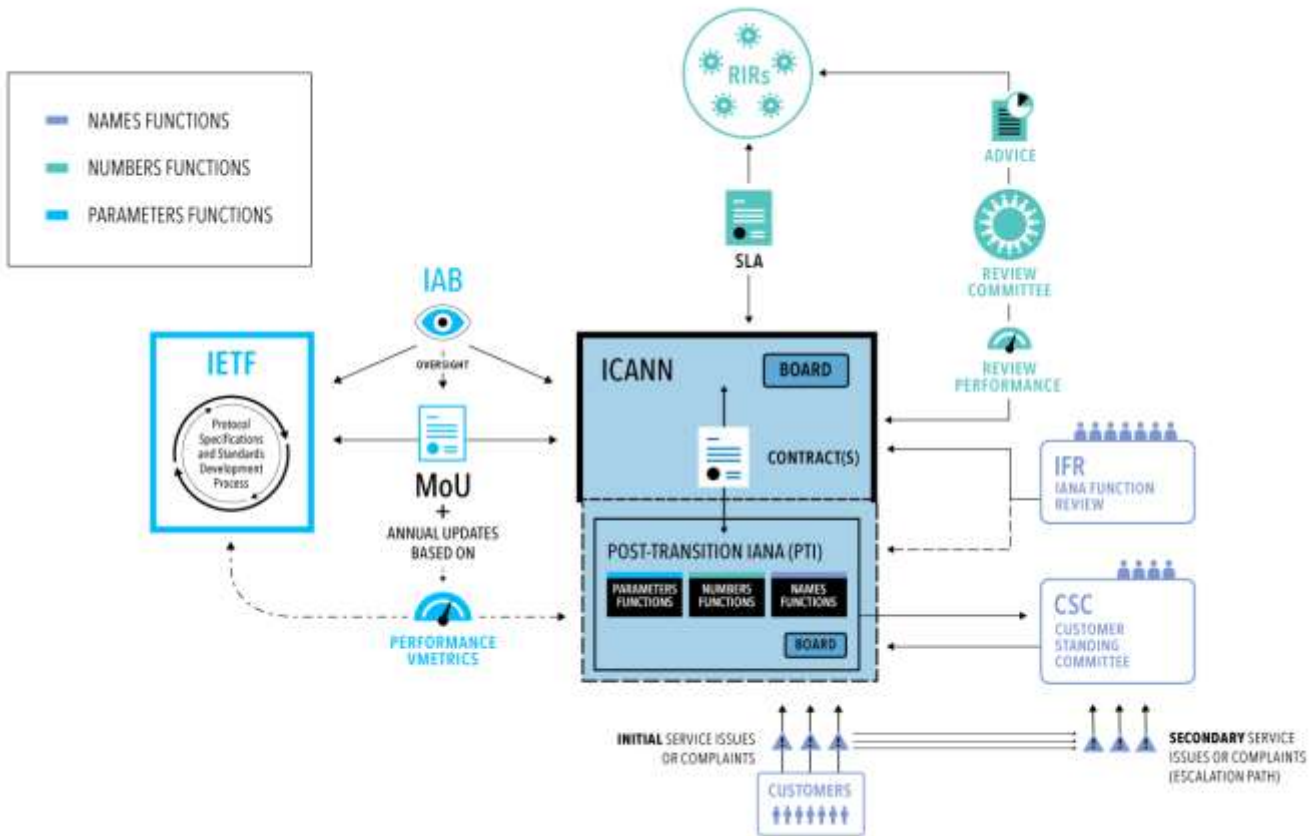 NAMES FUNCTIONS
NUMBERS FUNCTIONS
PARAMETERS FUNCTIONS
RIRs
ADVICE
SLA
REVIEW
COMMITTEE
REVIEW
PERFORMANCE
IAB
OVERSIGHT
IETF
Protocol
Specifications
and Standards
Development
Process
MoU
+
ANNUAL UPDATES
BASED ON
PERFORMANCE
VMETRICS
ICANN
BOARD
CONTRACT(S)
POST-TRANSITION IANA (PTI)
PARAMETERS
FUNCTIONS
NUMBERS
FUNCTIONS
NAMES
FUNCTIONS
BOARD
IFR
IANA FUNCTION
REVIEW
CSC
CUSTOMER
STANDING
COMMITTEE
INITIAL SERVICE ISSUES
OR COMPLAINTS
SECONDARY SERVICE
ISSUES OR COMPLAINTS
(ESCALATION PATH)
CUSTOMERS